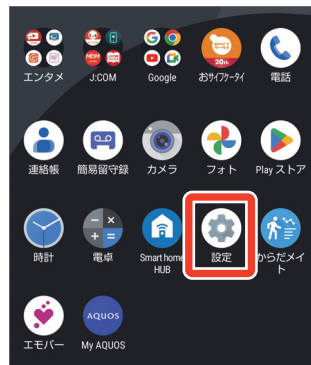 エンタメ
J:COM
Google
おサイフケータイ
電話
連絡帳
簡易留守録
カメラ
フォト
Play ストア
時計
電卓
Smart home
HUB
設定
からだメイ
ト
エモパー
AQUOS
My AQUOS